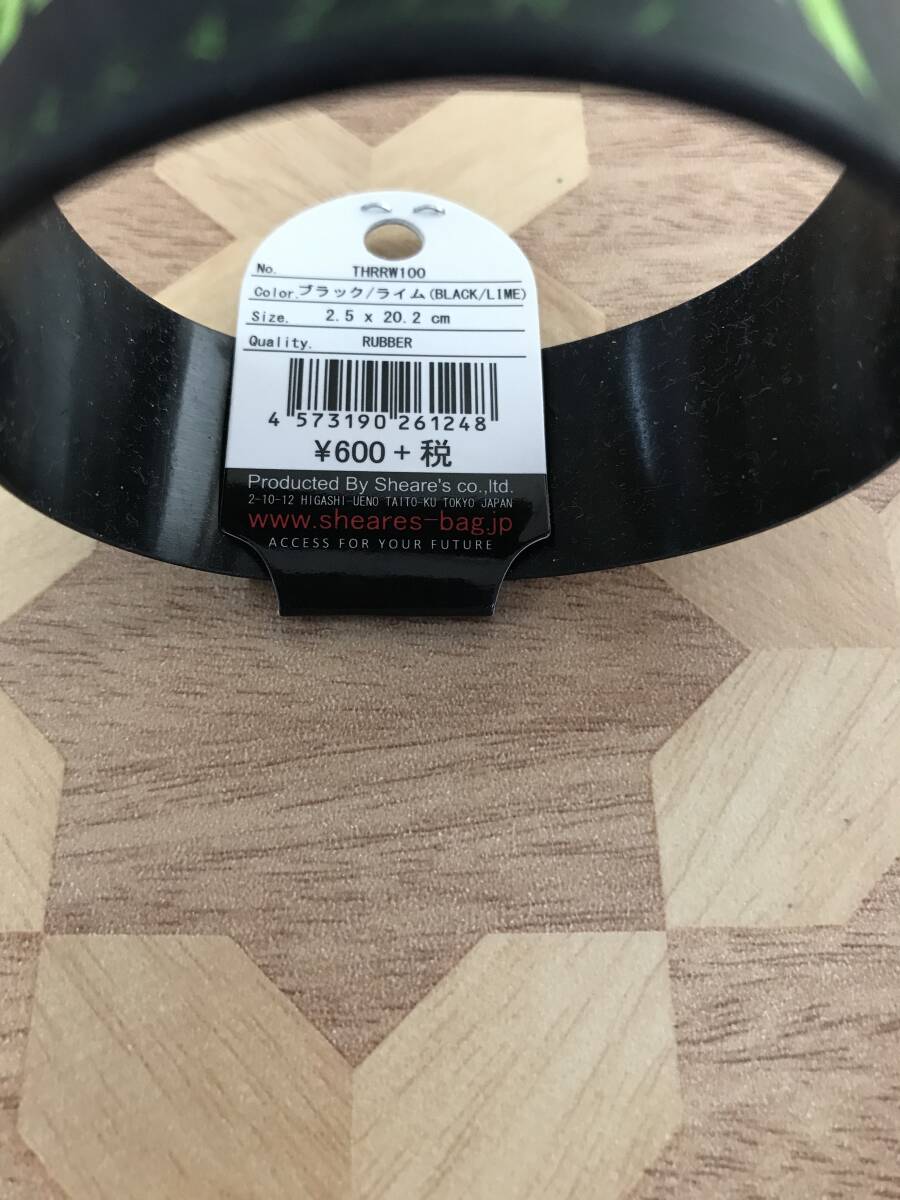 No. THRRW100
Color. ブラック/ライム(BLACK/LIME)
Size. 2.5 x 20.2 cm
Quality. RUBBER
4 573190 261248
¥600 + 税
Producted By Sheare's co.,ltd.
2-10-12 HIGASHI-UENO TAITO-KU TOKYO JAPAN
www.sheares-bag.jp
ACCESS FOR YOUR FUTURE